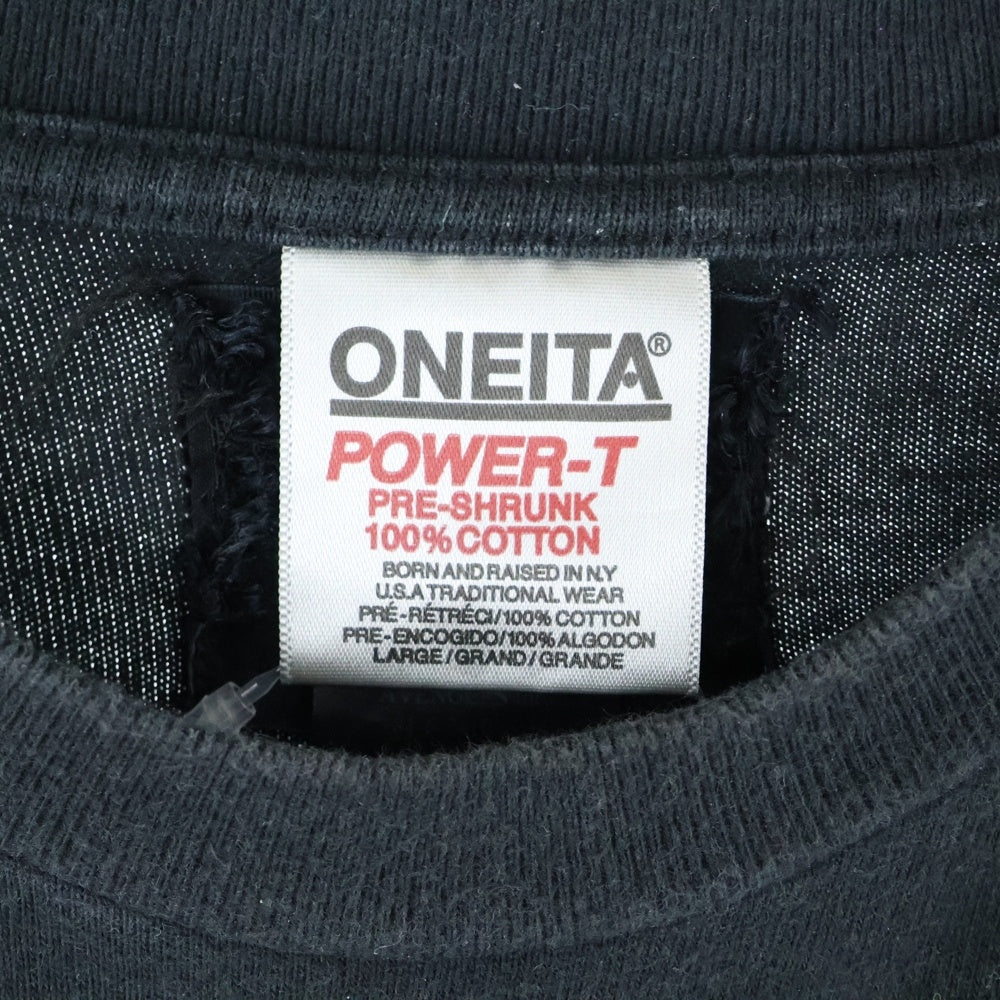 ONEITA®
POWER-T
PRE-SHRUNK
100% COTTON
BORN AND RAISED IN N.Y
U.S.A TRADITIONAL WEAR
PRÉ-RÉTRÉCI/100% COTTON
PRE-ENCOGIDO/100% ALGODON
LARGE/GRAND/GRANDE